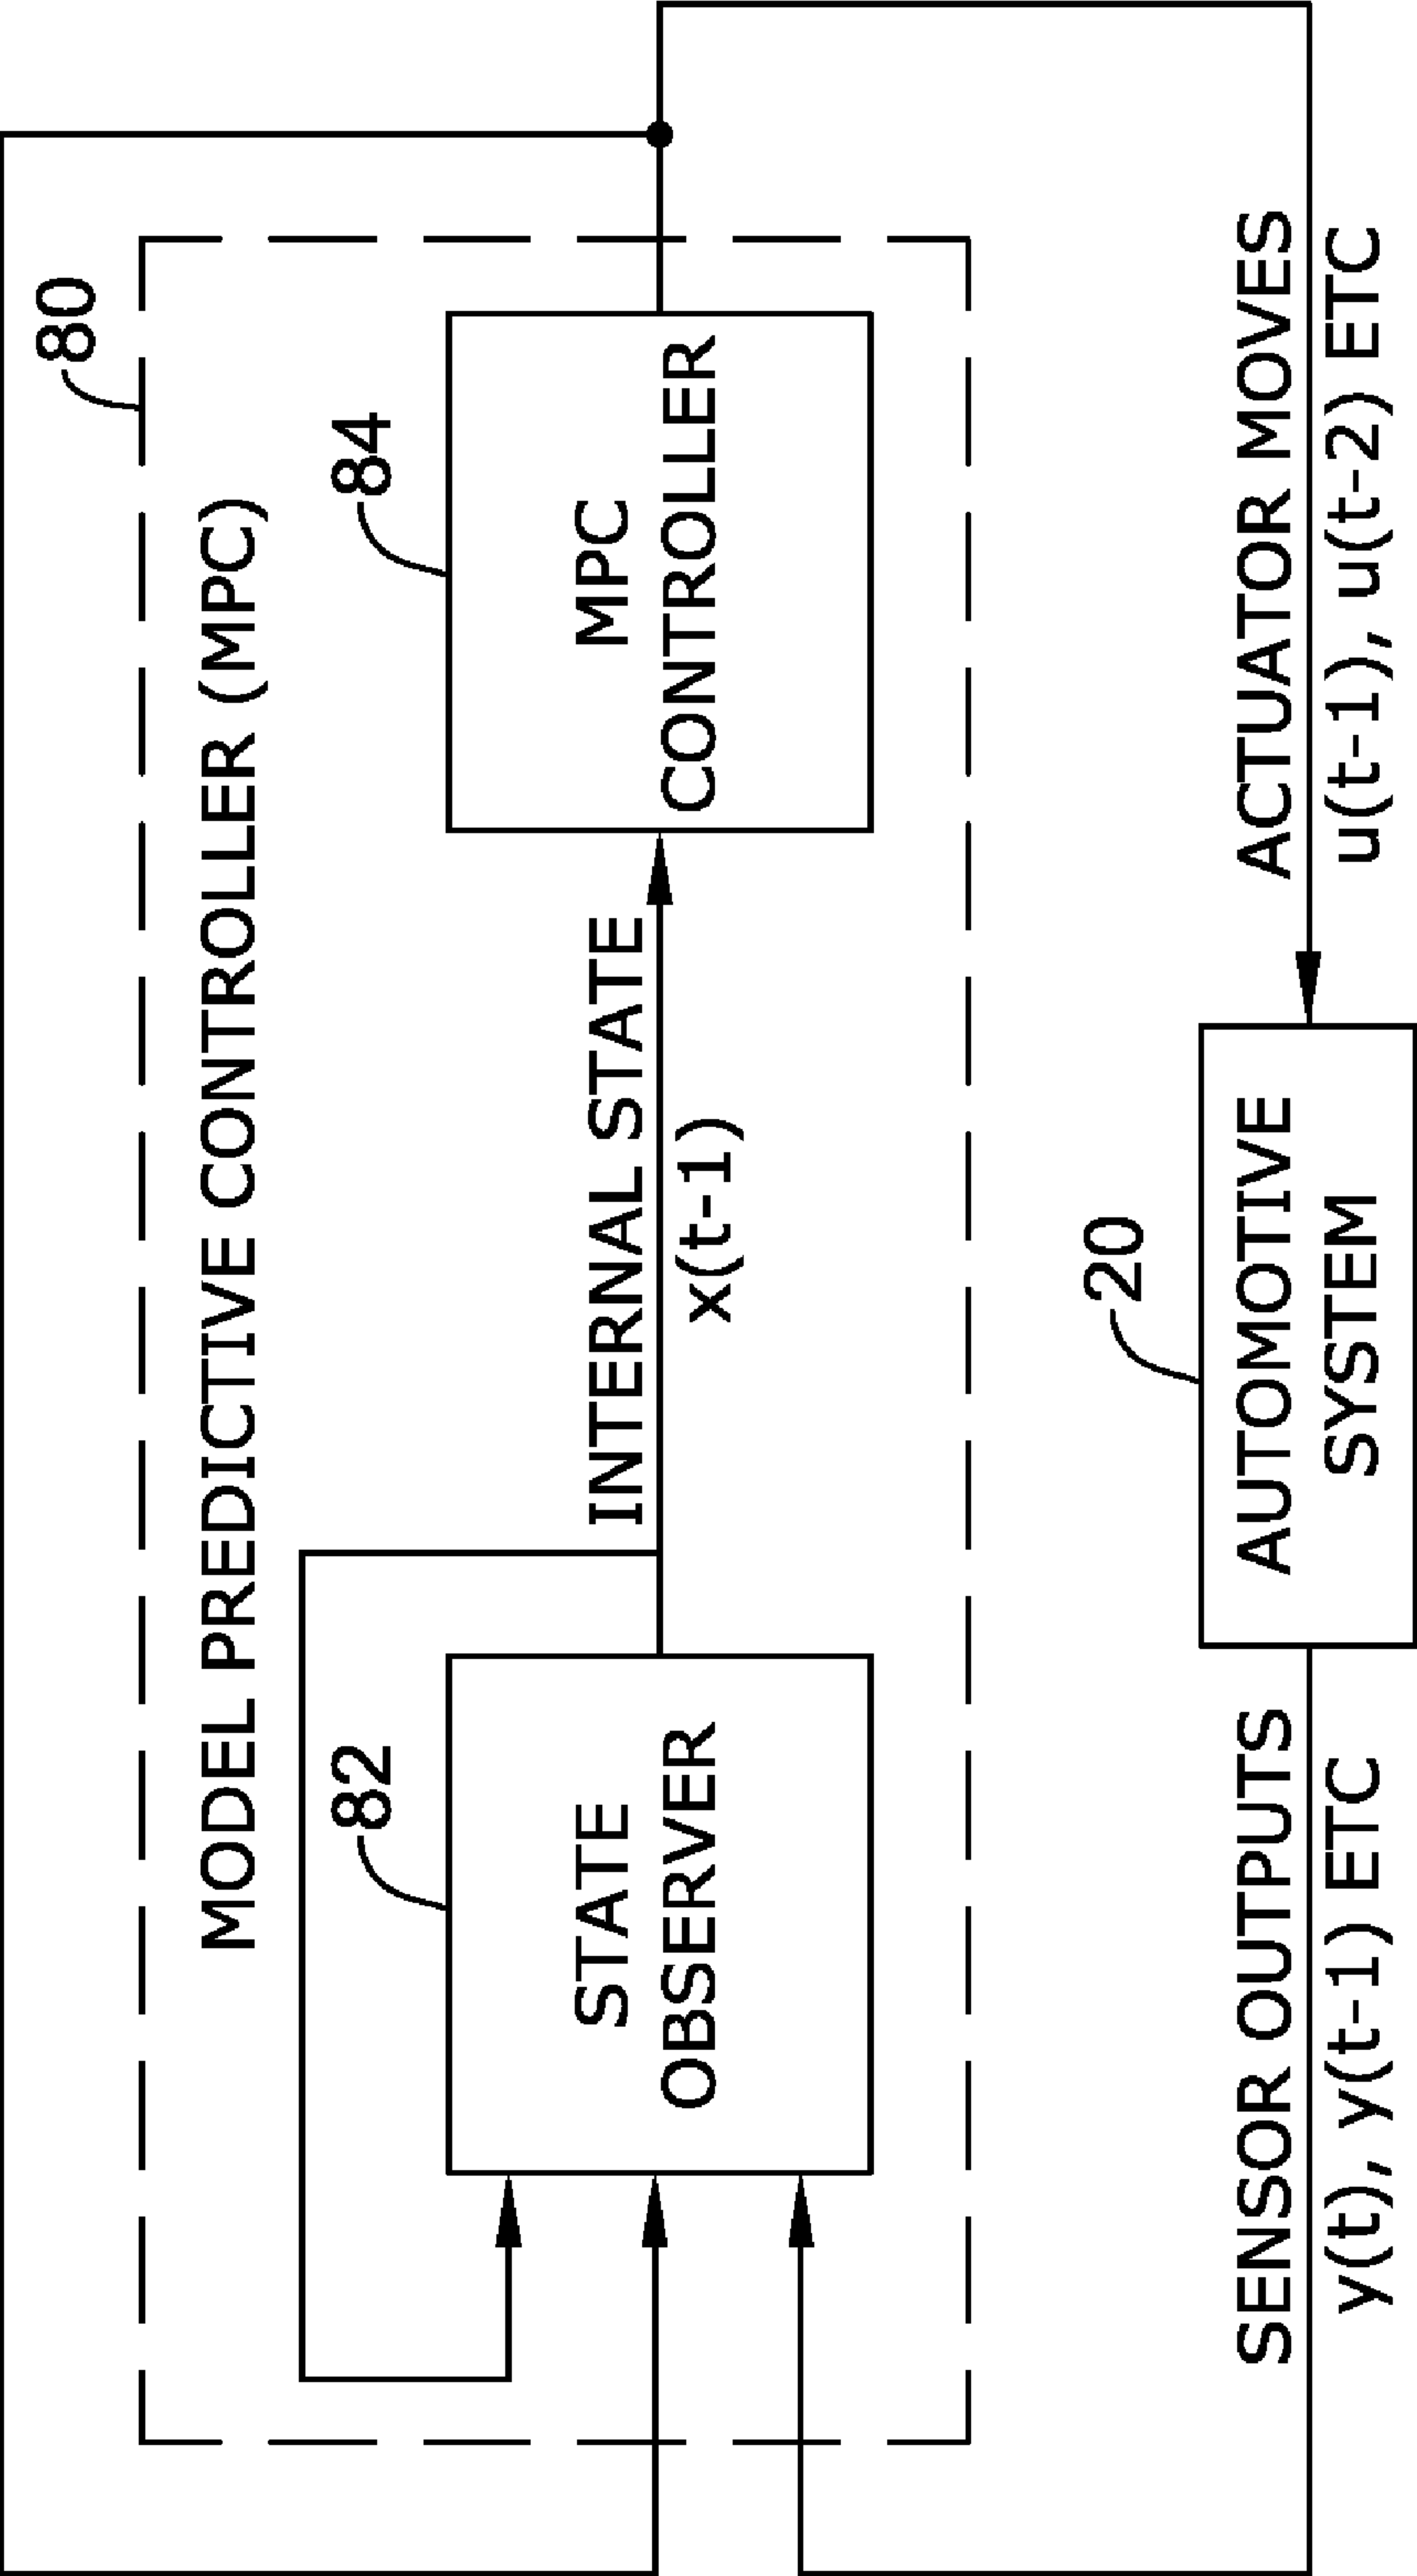 80
MODEL PREDICTIVE CONTROLLER (MPC)
82
84
STATE
OBSERVER
INTERNAL STATE
x(t-1)
MPC
CONTROLLER
20
SENSOR OUTPUTS
y(t), y(t-1) ETC
AUTOMOTIVE
SYSTEM
ACTUATOR MOVES
u(t-1), u(t-2) ETC